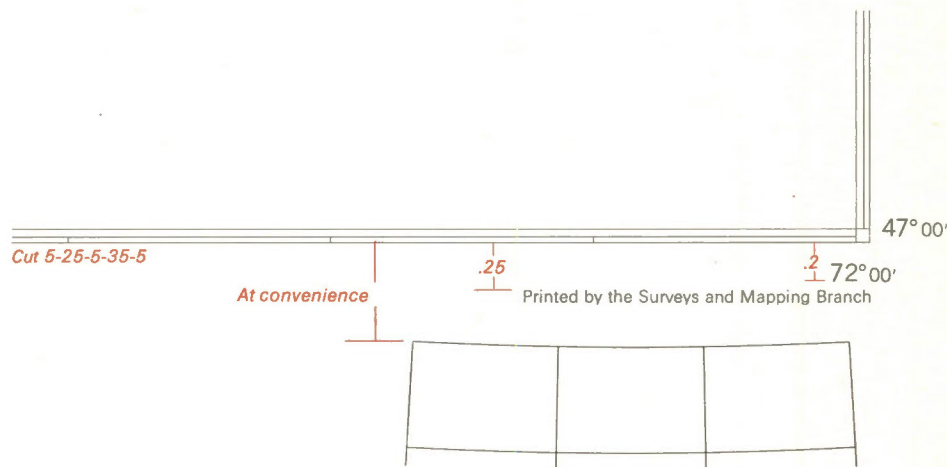 47° 00'
Cut 5-25-5-35-5
.25
.2
72° 00'
At convenience
Printed by the Surveys and Mapping Branch